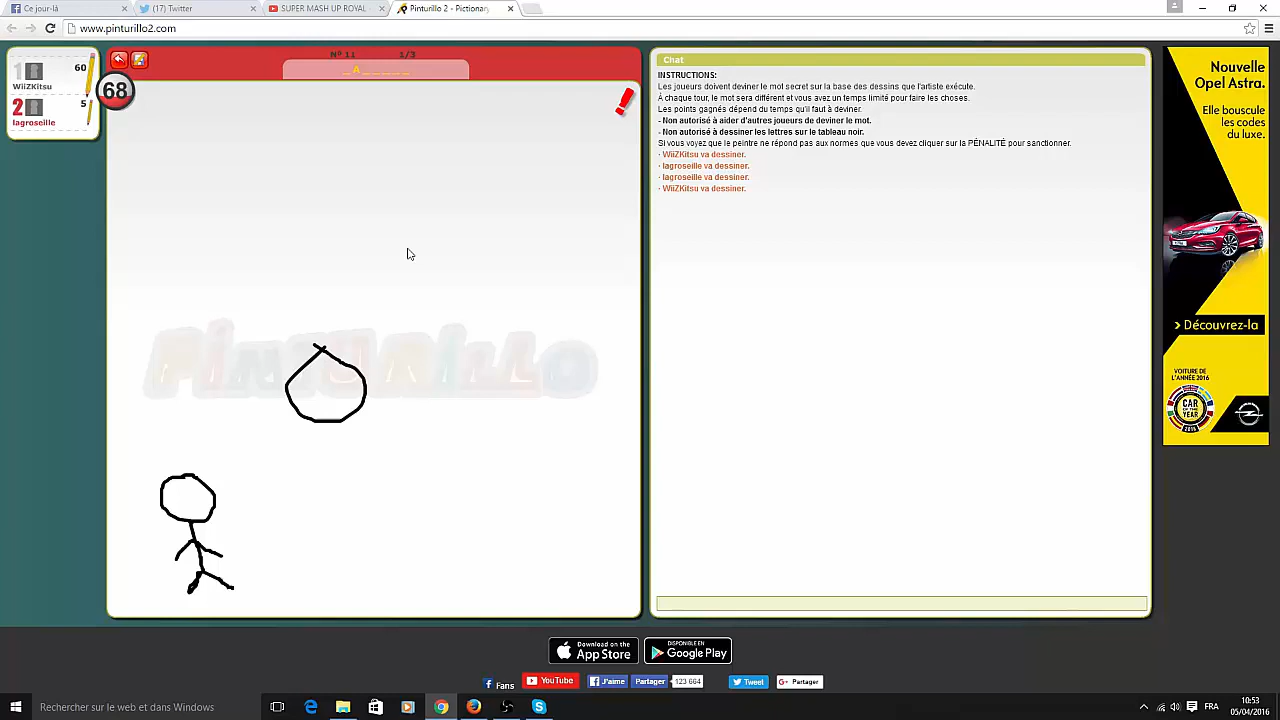 Ce jour-là
(17) Twitter
SUPER MASH UP ROYAL
Pinturillo 2 - Pictionary
www.pinturillo2.com
1
60
WiiZKitsu
2
5
lagroseille
68
Nº 11 1/3
_ A _ _ _ _ _
PINTURILLO
Chat
INSTRUCTIONS:
Les joueurs doivent deviner le mot secret sur la base des dessins que l'artiste exécute.
À chaque tour, le mot sera différent et vous avez un temps limité pour faire les choses.
Les points gagnés dépend du temps qu'il faut à deviner.
- Non autorisé à aider d'autres joueurs de deviner le mot.
- Non autorisé à dessiner les lettres sur le tableau noir.
Si vous voyez que le peintre ne répond pas aux normes que vous devez cliquer sur la PÉNALITÉ pour sanctionner.
· WiiZKitsu va dessiner.
· lagroseille va dessiner.
· lagroseille va dessiner.
· WiiZKitsu va dessiner.
Nouvelle
Opel Astra.
Elle bouscule
les codes
du luxe.
> Découvrez-la
VOITURE DE
L'ANNÉE 2016
CAR
OF THE
YEAR
2016
Download on the
App Store
DISPONIBLE EN
Google Play
Fans
YouTube
J'aime
Partager
123 664
Tweet
G+ Partager
Rechercher sur le web et dans Windows
FRA
10:53
05/04/2016